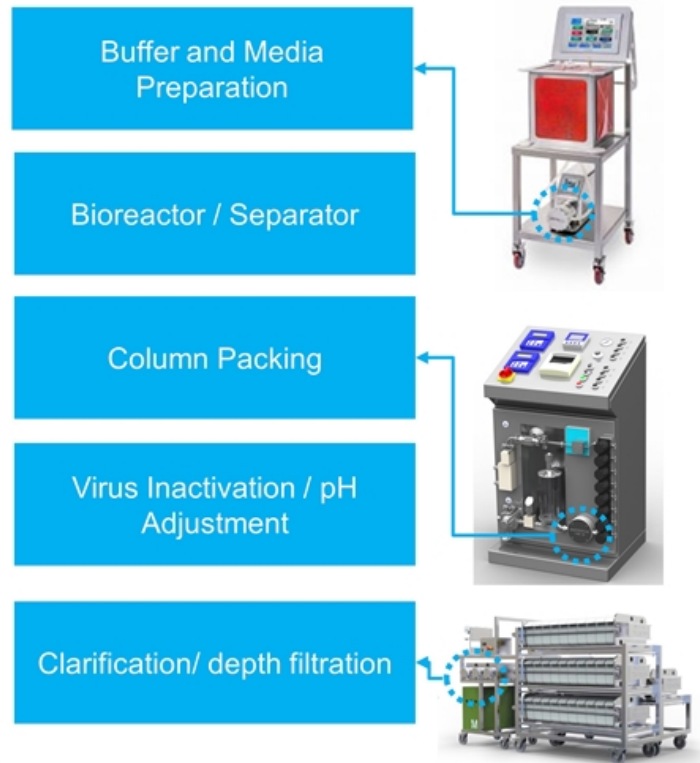 Buffer and Media
Preparation
Bioreactor / Separator
Column Packing
Virus Inactivation / pH
Adjustment
Clarification/ depth filtration
M